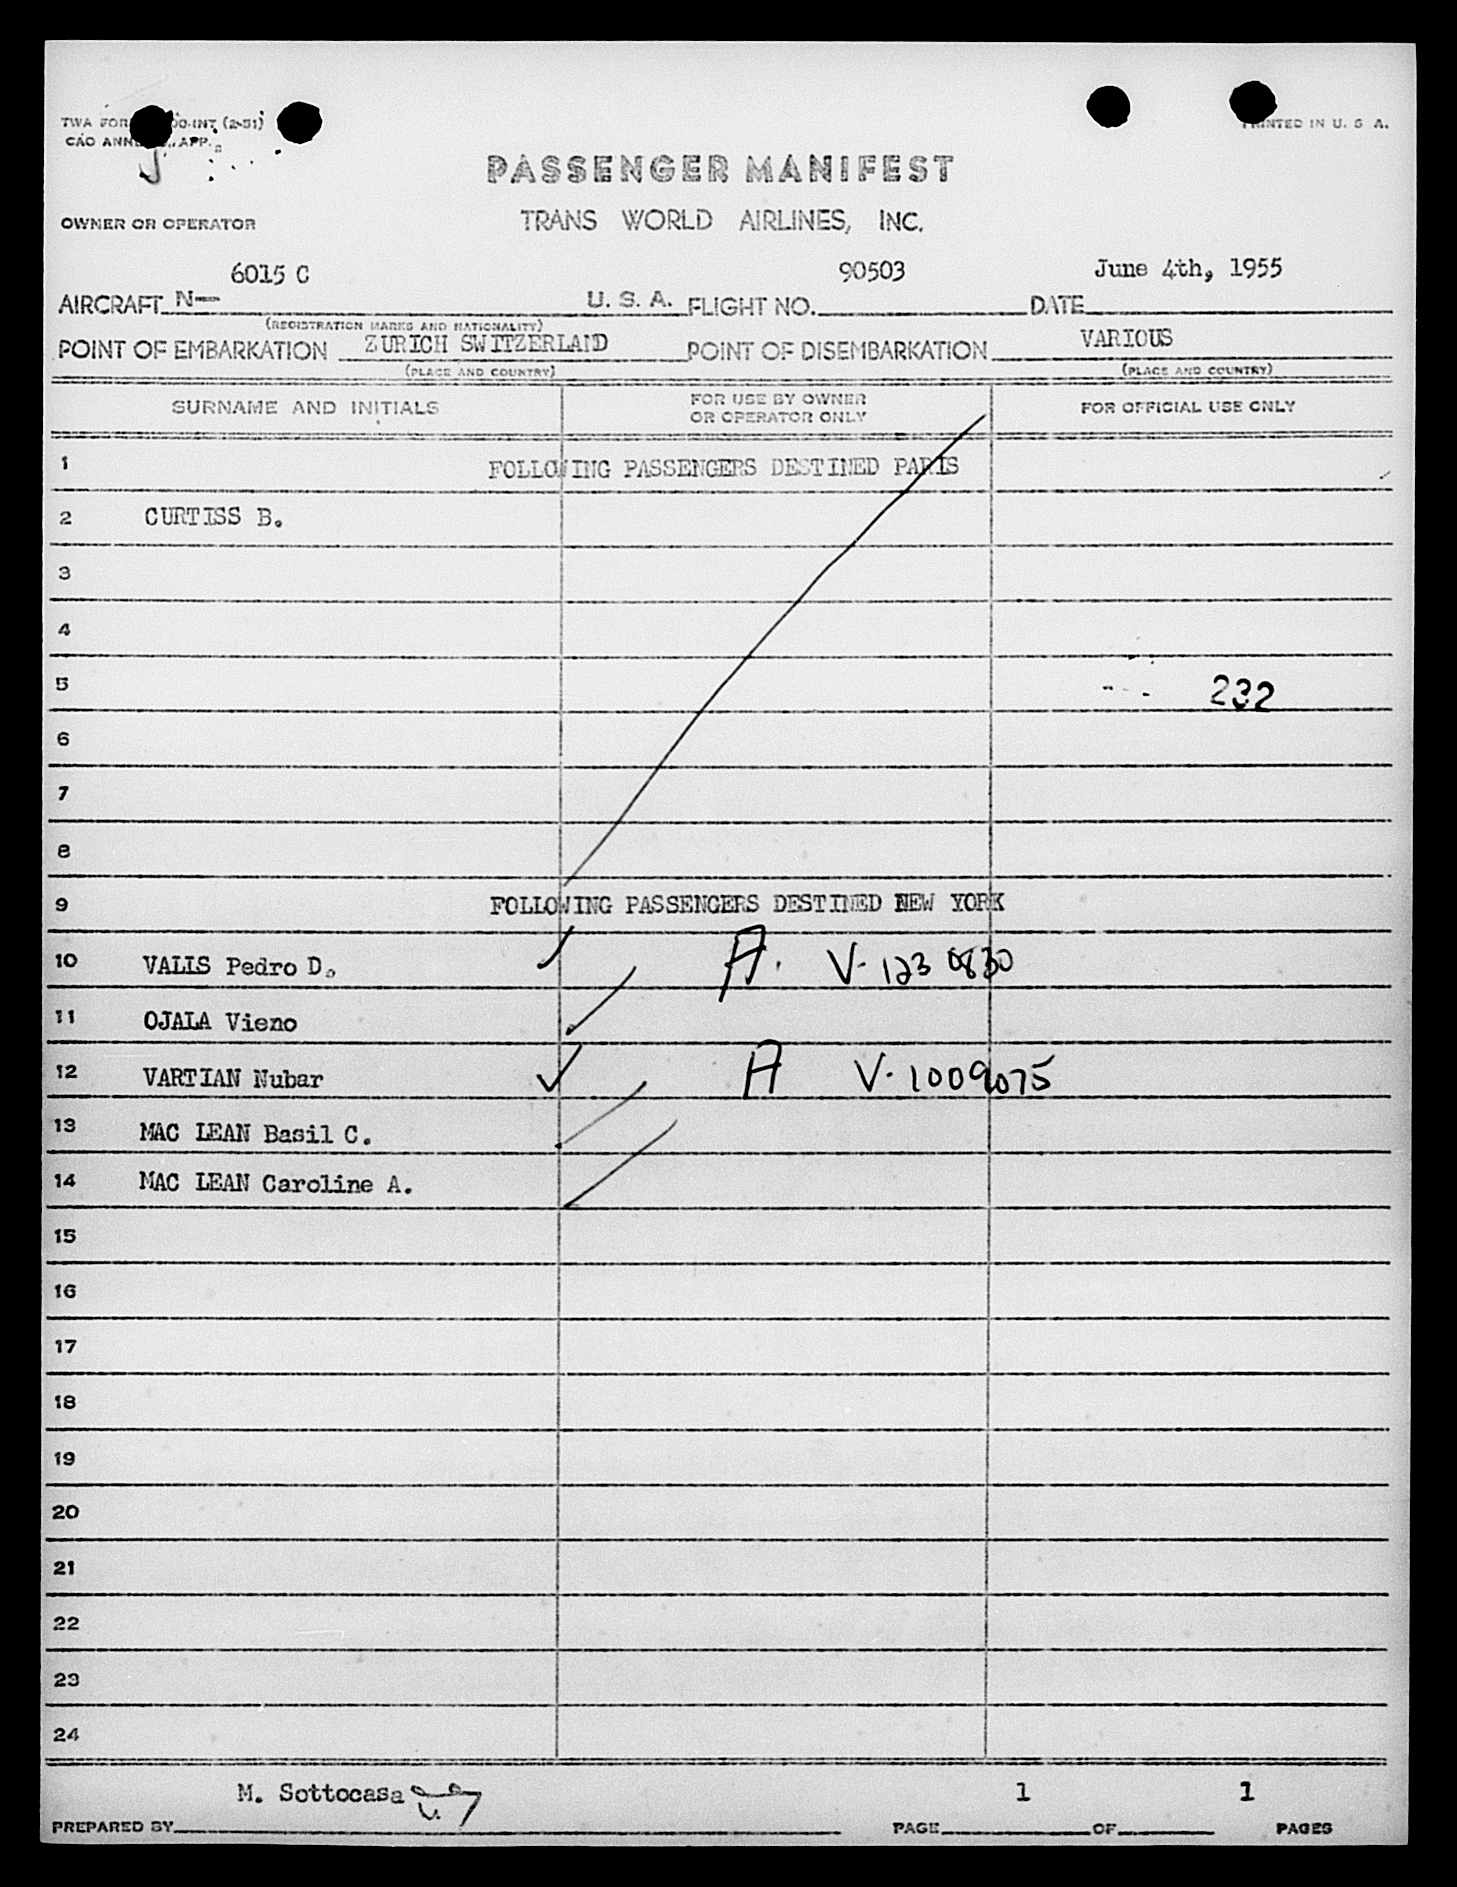 PRINTED IN U. S. A.
PASSENGER MANIFEST
OWNER OR OPERATOR TRANS WORLD AIRLINES, INC.
6015 C 90503 June 4th, 1955
AIRCRAFT N— U. S. A. FLIGHT NO. DATE
(REGISTRATION MARKS AND NATIONALITY)
POINT OF EMBARKATION ZURICH SWITZERLAND POINT OF DISEMBARKATION VARIOUS
(PLACE AND COUNTRY) (PLACE AND COUNTRY)
SURNAME AND INITIALS FOR USE BY OWNER OR OPERATOR ONLY FOR OFFICIAL USE ONLY
1 FOLLOWING PASSENGERS DESTINED PARIS
2 CURTISS B.
3
4
5 232
6
7
8
9 FOLLOWING PASSENGERS DESTINED NEW YORK
10 VALLS Pedro D. A. V-1230830
11 OJALA Vieno
12 VARTIAN Nubar A V-1009075
13 MAC LEAN Basil C.
14 MAC LEAN Caroline A.
15
16
17
18
19
20
21
22
23
24
M. Sottocasa 1 1
PREPARED BY PAGE OF PAGES